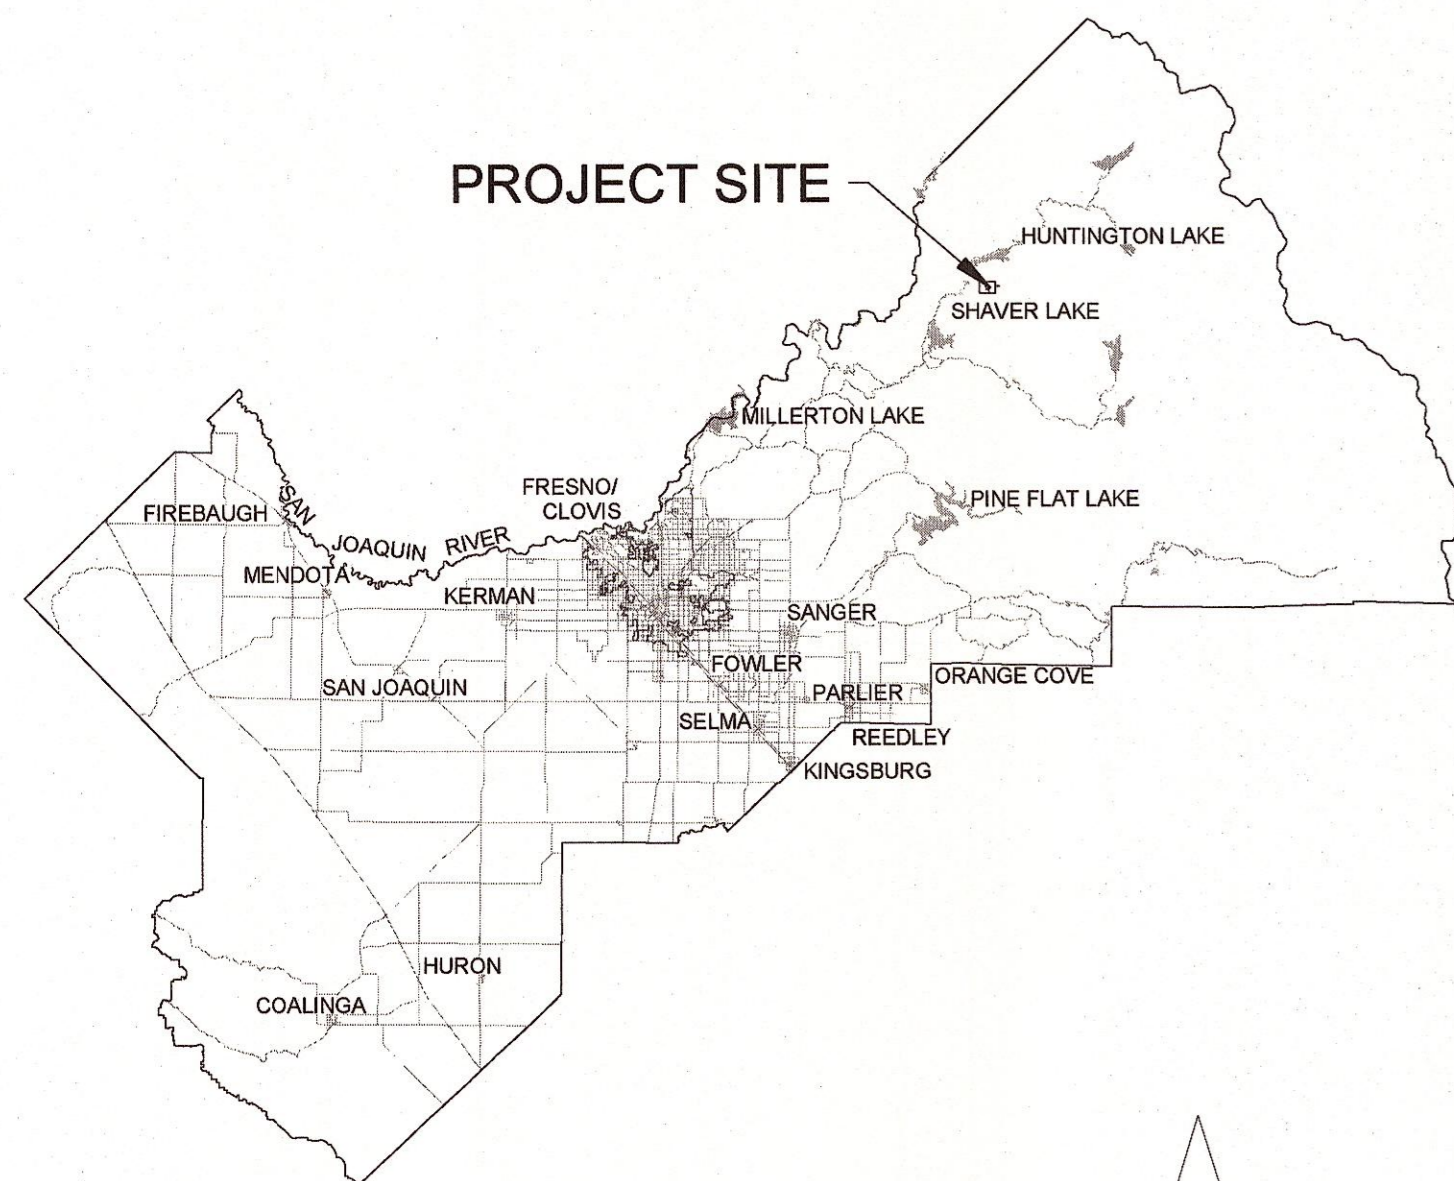 PROJECT SITE
HUNTINGTON LAKE
SHAVER LAKE
MILLERTON LAKE
FRESNO/
CLOVIS
PINE FLAT LAKE
FIREBAUGH
SAN
JOAQUIN
RIVER
MENDOTA
KERMAN
SANGER
FOWLER
ORANGE COVE
SAN JOAQUIN
PARLIER
SELMA
REEDLEY
KINGSBURG
HURON
COALINGA